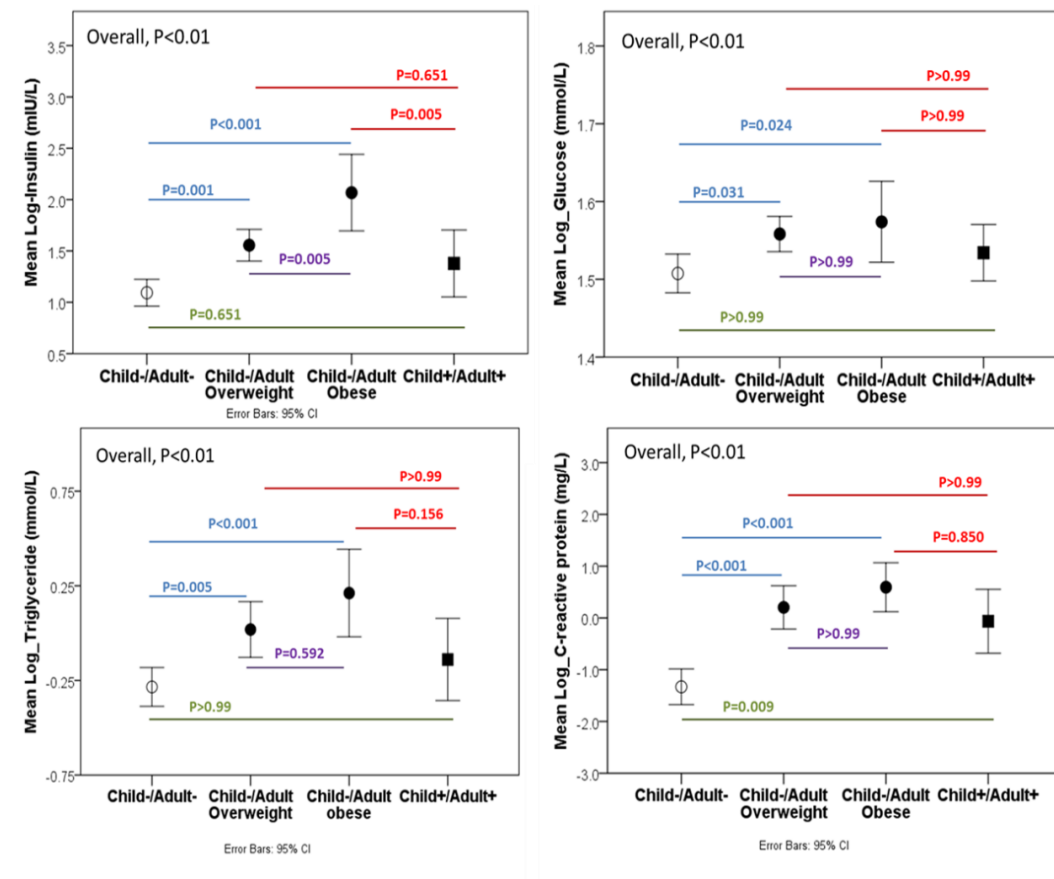 Overall, P<0.01
Mean Log-Insulin (mIU/L)
3.5
3.0
2.5
2.0
1.5
1.0
0.5
P=0.651
P=0.005
P<0.001
P=0.001
P=0.005
P=0.651
Child-/Adult-
Child-/Adult
Overweight
Child-/Adult
Obese
Child+/Adult+
Error Bars: 95% CI
Overall, P<0.01
Mean Log_Glucose (mmol/L)
1.8
1.7
1.6
1.5
1.4
P>0.99
P>0.99
P=0.024
P=0.031
P>0.99
P>0.99
Child-/Adult-
Child-/Adult
Overweight
Child-/Adult
Obese
Child+/Adult+
Overall, P<0.01
Mean Log_Triglyceride (mmol/L)
0.75
0.25
-0.25
-0.75
P>0.99
P=0.156
P<0.001
P=0.005
P=0.592
P>0.99
Child-/Adult-
Child-/Adult
Overweight
Child-/Adult
obese
Child+/Adult+
Error Bars: 95% CI
Overall, P<0.01
Mean Log_C-reactive protein (mg/L)
3.0
2.0
1.0
0.0
-1.0
-2.0
-3.0
P>0.99
P=0.850
P<0.001
P<0.001
P>0.99
P=0.009
Child-/Adult-
Child-/Adult
Overweight
Child-/Adult
Obese
Child+/Adult+
Error Bars: 95% CI